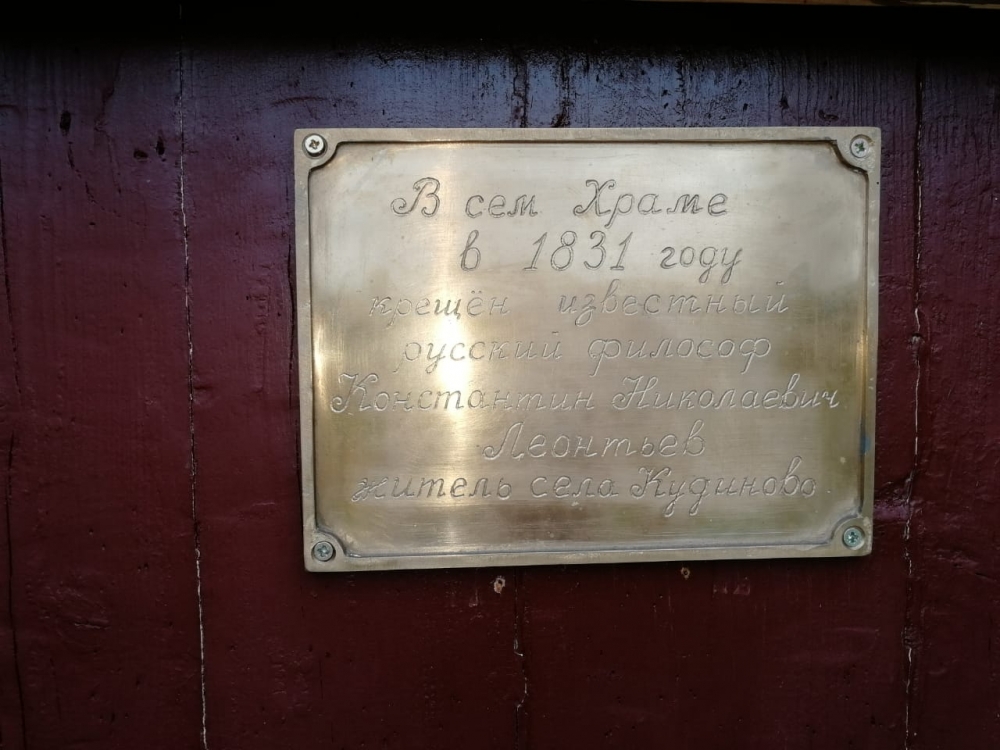 В сем Храме
в 1831 году
крещён известный
русский философ
Константин Николаевич
Леонтьев
житель села Кудиново